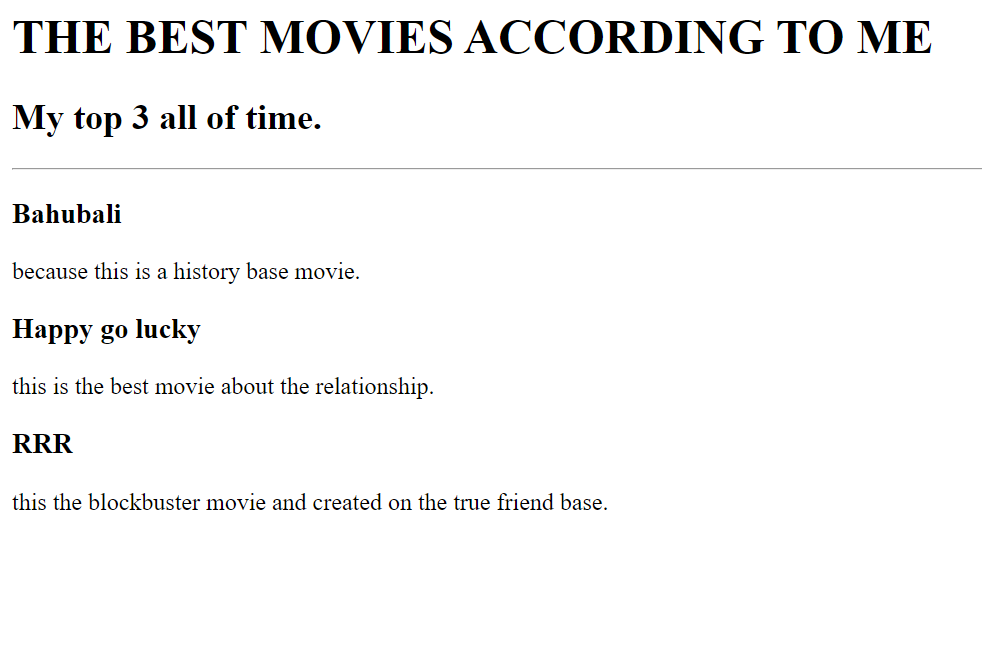 THE BEST MOVIES ACCORDING TO ME
My top 3 all of time.
Bahubali
because this is a history base movie.
Happy go lucky
this is the best movie about the relationship.
RRR
this the blockbuster movie and created on the true friend base.